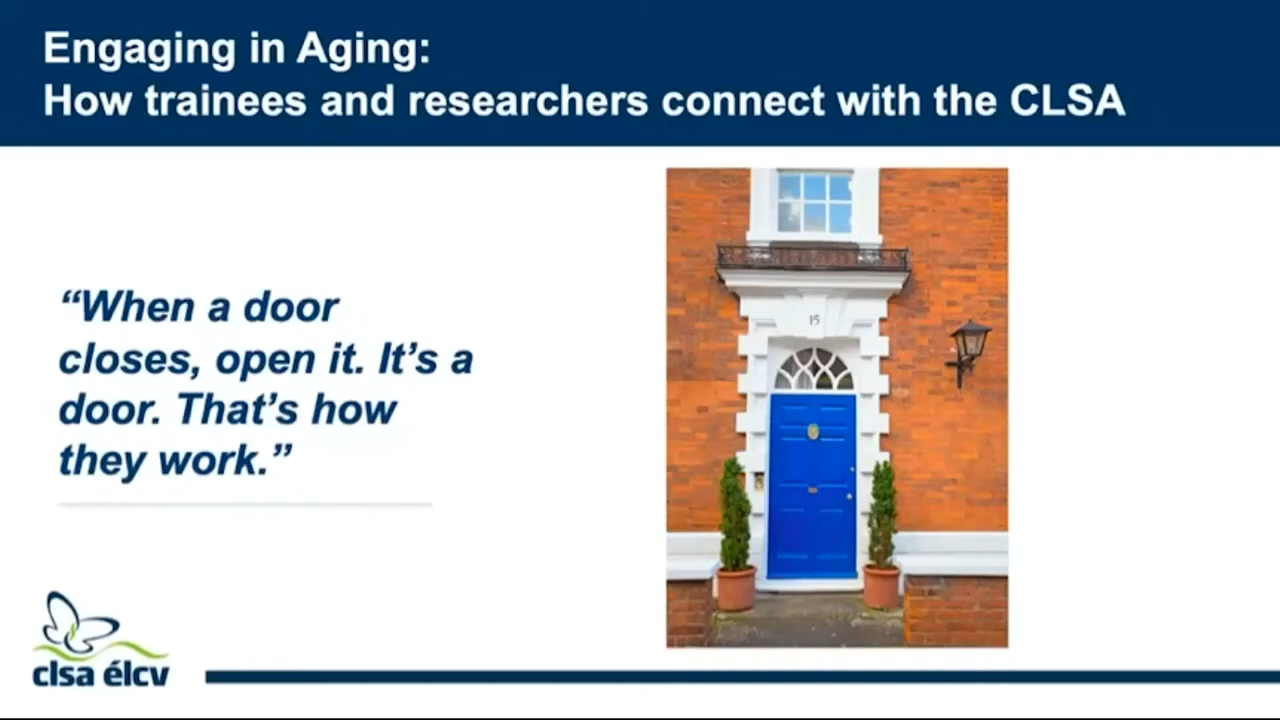 Engaging in Aging:
How trainees and researchers connect with the CLSA
“When a door
closes, open it. It’s a
door. That’s how
they work.”
15
clsa élcv